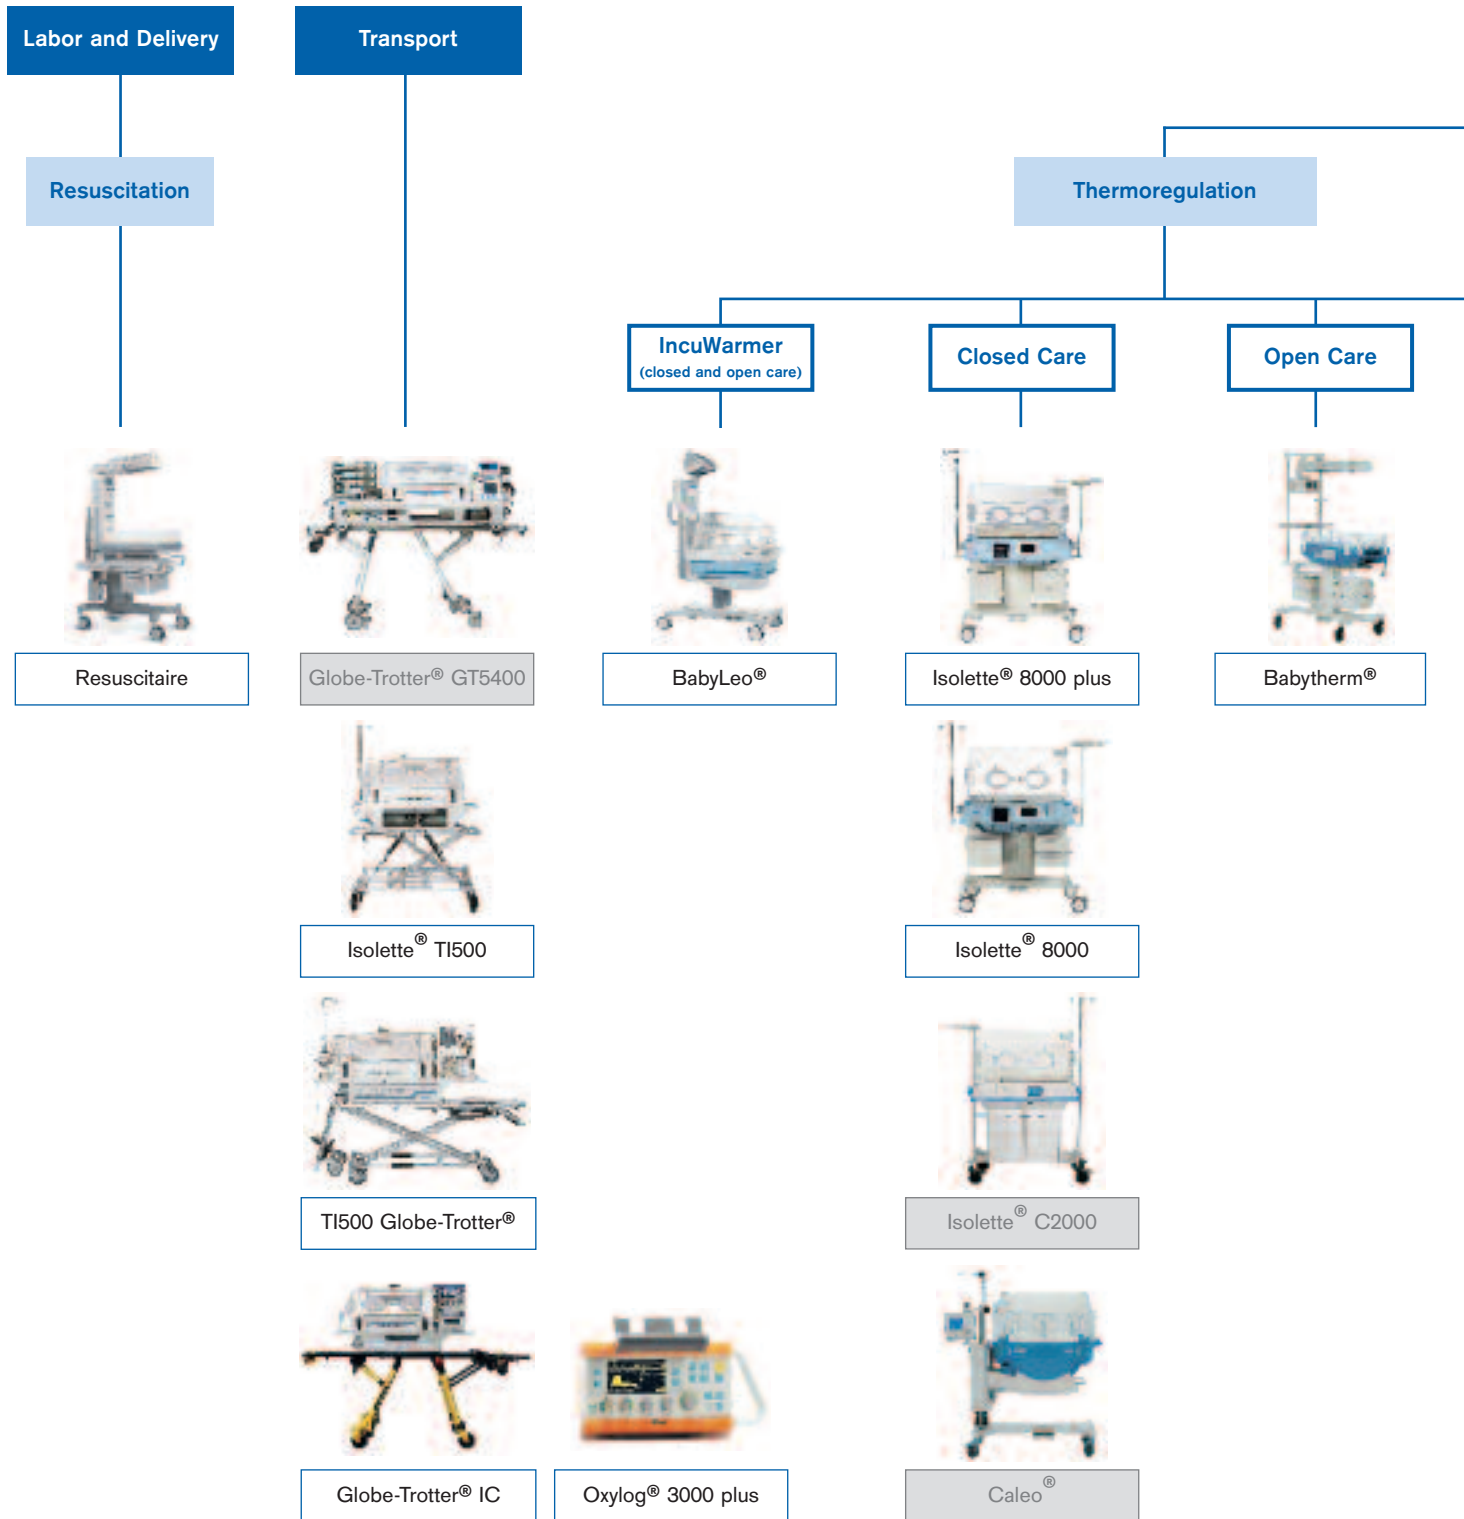 Labor and Delivery
Transport
Resuscitation
Thermoregulation
IncuWarmer
(closed and open care)
Closed Care
Open Care
Resuscitaire
Globe-Trotter® GT5400
BabyLeo®
Isolette® 8000 plus
Babytherm®
Isolette® TI500
Isolette® 8000
TI500 Globe-Trotter®
Isolette® C2000
Globe-Trotter® IC
Oxylog® 3000 plus
Caleo®